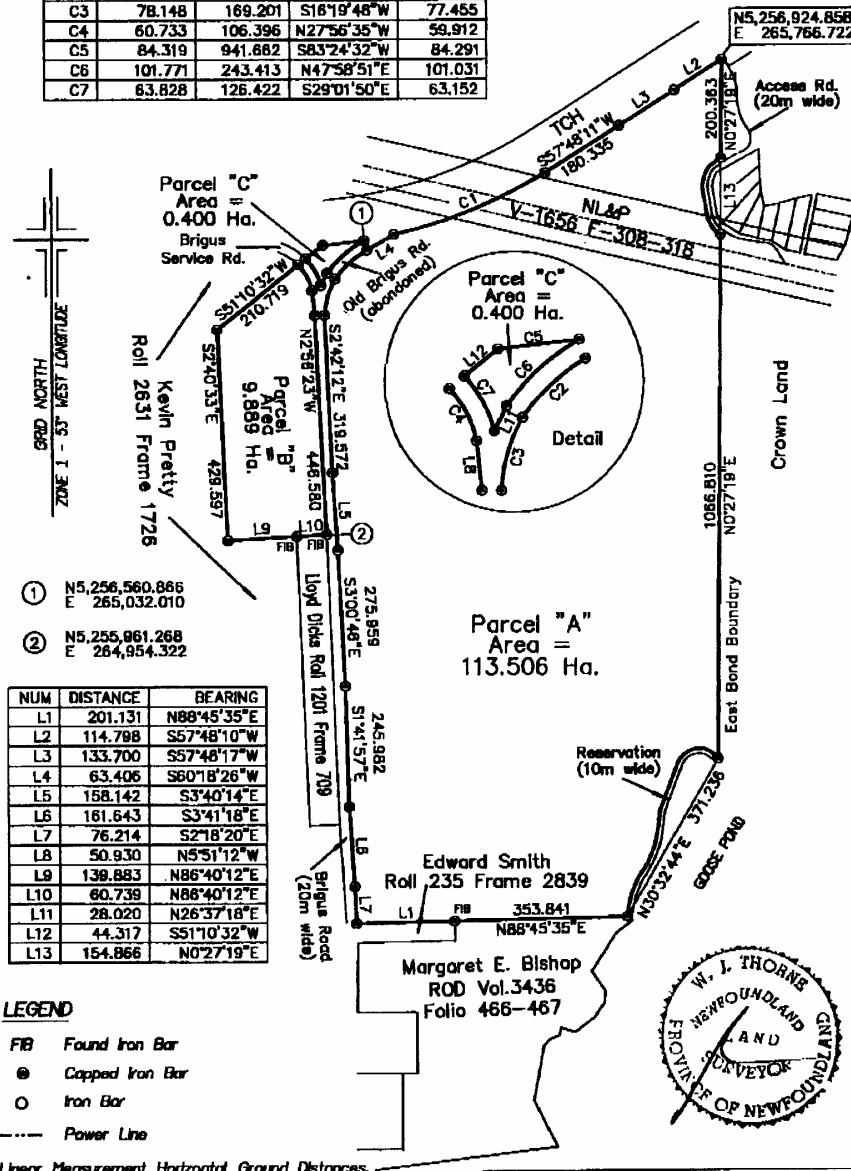 C3 78.148 169.201 S16°19'48"W 77.455
C4 60.733 106.396 N27°56'35"W 59.912
C5 84.319 941.662 S83°24'32"W 84.291
C6 101.771 243.413 N47°58'51"E 101.031
C7 63.828 126.422 S29°01'50"E 63.152
N5,256,924.858
E 265,766.722
L2
L3
TCH
S57°48'11"W
180.335
200.363
N0°27'19"E
Access Rd.
(20m wide)
L13
C1
NL&P
V-1656 F-308-318
Parcel "C"
Area =
0.400 Ha.
1
Brigus
Service Rd.
L4
Old Brigus Rd.
(abondoned)
S51°10'32"W
210.719
GRID NORTH
ZONE 1 - 53° WEST LONGITUDE
Kevin Pretty
Roll 2631 Frame 1726
S2°40'33"E
429.597
Parcel "B"
Area =
9.889 Ha.
N2°56'23"W
448.580
S2°42'12"E
319.572
L5
L9
L10
FIB
FIB
2
Parcel "C"
Area =
0.400 Ha.
L12
C5
C7
C6
C2
C4
L11
C3
L8
Detail
Crown Land
1066.810
N0°27'19"E
East Bond Boundary
1 N5,256,560.866
E 265,032.010
2 N5,255,961.268
E 264,954.322
Lloyd Dicks Roll 1201 Frame 709
275.959
S3°00'46"E
245.982
S1°41'57"E
L6
L7
Brigus Road
(20m wide)
Parcel "A"
Area =
113.506 Ha.
Reservation
(10m wide)
371.236
N30°32'44"E
GOOSE POND
NUM DISTANCE BEARING
L1 201.131 N88°45'35"E
L2 114.798 S57°48'10"W
L3 133.700 S57°48'17"W
L4 63.406 S60°18'26"W
L5 158.142 S3°40'14"E
L6 161.643 S3°41'18"E
L7 76.214 S2°18'20"E
L8 50.930 N5°51'12"W
L9 139.883 N86°40'12"E
L10 60.739 N86°40'12"E
L11 28.020 N26°37'18"E
L12 44.317 S51°10'32"W
L13 154.866 N0°27'19"E
Edward Smith
Roll 235 Frame 2839
L1
FIB
353.841
N88°45'35"E
Margaret E. Bishop
ROD Vol.3436
Folio 466-467
W. J. THORNE
NEWFOUNDLAND
LAND
SURVEYOR
PROVINCE OF NEWFOUNDLAND
LEGEND
FIB Found Iron Bar
Capped Iron Bar
Iron Bar
Power Line
Linear Measurement Horizontal Ground Distances.